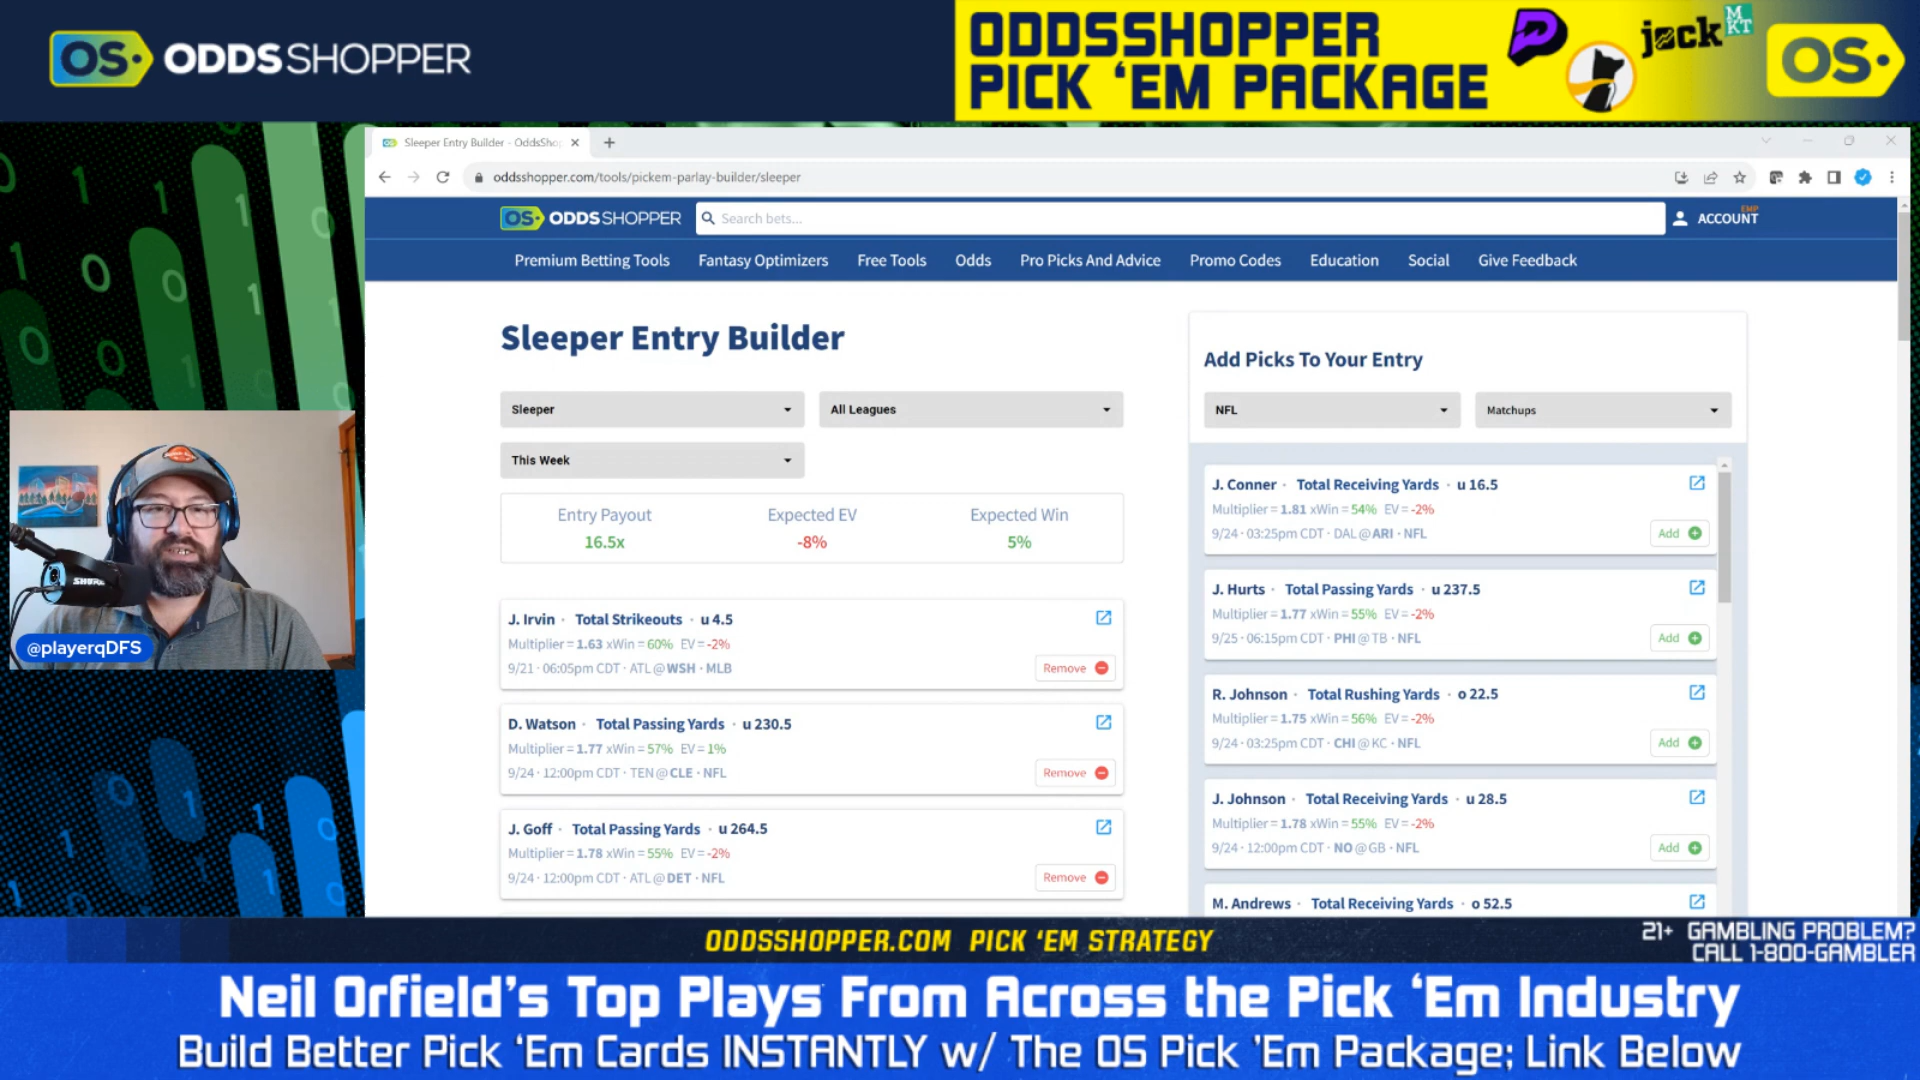 OS ODDSSHOPPER
ODDSSHOPPER
PICK 'EM PACKAGE
jock MKT
OS
Sleeper Entry Builder - OddsSho
oddsshopper.com/tools/pickem-parlay-builder/sleeper
OS ODDSSHOPPER
Search bets...
EMP
ACCOUNT
Premium Betting Tools
Fantasy Optimizers
Free Tools
Odds
Pro Picks And Advice
Promo Codes
Education
Social
Give Feedback
Sleeper Entry Builder
Sleeper
All Leagues
This Week
Entry Payout
16.5x
Expected EV
-8%
Expected Win
5%
J. Irvin · Total Strikeouts · u 4.5
Multiplier = 1.63 xWin = 60% EV = -2%
9/21 · 06:05pm CDT · ATL @ WSH · MLB
Remove
D. Watson · Total Passing Yards · u 230.5
Multiplier = 1.77 xWin = 57% EV = 1%
9/24 · 12:00pm CDT · TEN @ CLE · NFL
Remove
J. Goff · Total Passing Yards · u 264.5
Multiplier = 1.78 xWin = 55% EV = -2%
9/24 · 12:00pm CDT · ATL @ DET · NFL
Remove
Add Picks To Your Entry
NFL
Matchups
J. Conner · Total Receiving Yards · u 16.5
Multiplier = 1.81 xWin = 54% EV = -2%
9/24 · 03:25pm CDT · DAL @ ARI · NFL
Add
J. Hurts · Total Passing Yards · u 237.5
Multiplier = 1.77 xWin = 55% EV = -2%
9/25 · 06:15pm CDT · PHI @ TB · NFL
Add
R. Johnson · Total Rushing Yards · o 22.5
Multiplier = 1.75 xWin = 56% EV = -2%
9/24 · 03:25pm CDT · CHI @ KC · NFL
Add
J. Johnson · Total Receiving Yards · u 28.5
Multiplier = 1.78 xWin = 55% EV = -2%
9/24 · 12:00pm CDT · NO @ GB · NFL
Add
M. Andrews · Total Receiving Yards · o 52.5
SHURE
@playerqDFS
ODDSSHOPPER.COM PICK 'EM STRATEGY
21+ GAMBLING PROBLEM?
CALL 1-800-GAMBLER
Neil Orfield's Top Plays From Across the Pick 'Em Industry
Build Better Pick 'Em Cards INSTANTLY w/ The OS Pick 'Em Package; Link Below